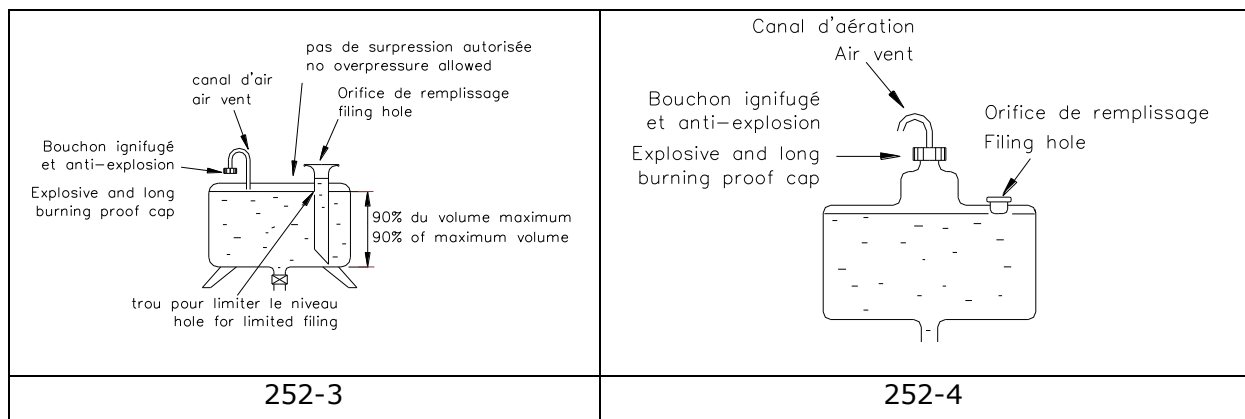 pas de surpression autorisée
no overpressure allowed
canal d'air
air vent
Orifice de remplissage
filing hole
Bouchon ignifugé
et anti-explosion
Explosive and long
burning proof cap
90% du volume maximum
90% of maximum volume
trou pour limiter le niveau
hole for limited filing
252-3
Canal d'aération
Air vent
Bouchon ignifugé
et anti-explosion
Explosive and long
burning proof cap
Orifice de remplissage
Filing hole
252-4